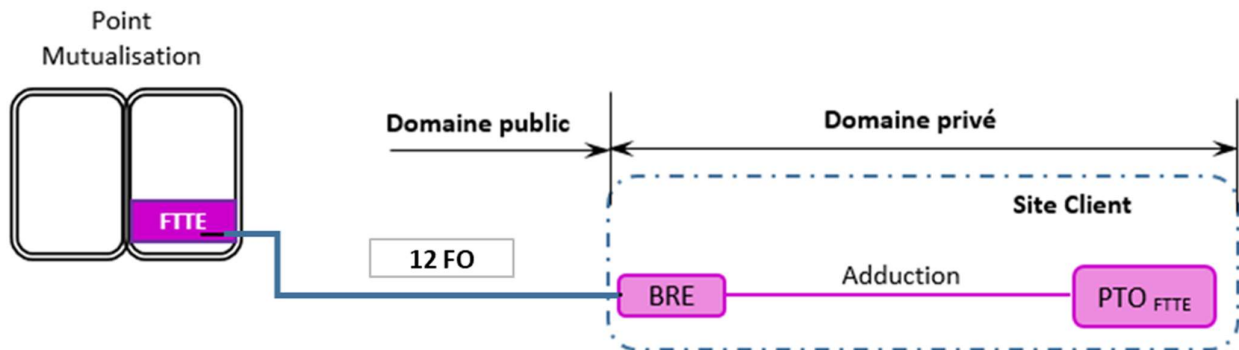 Point
Mutualisation
Domaine public
Domaine privé
Site Client
FTTE
12 FO
BRE
Adduction
PTO FTTE